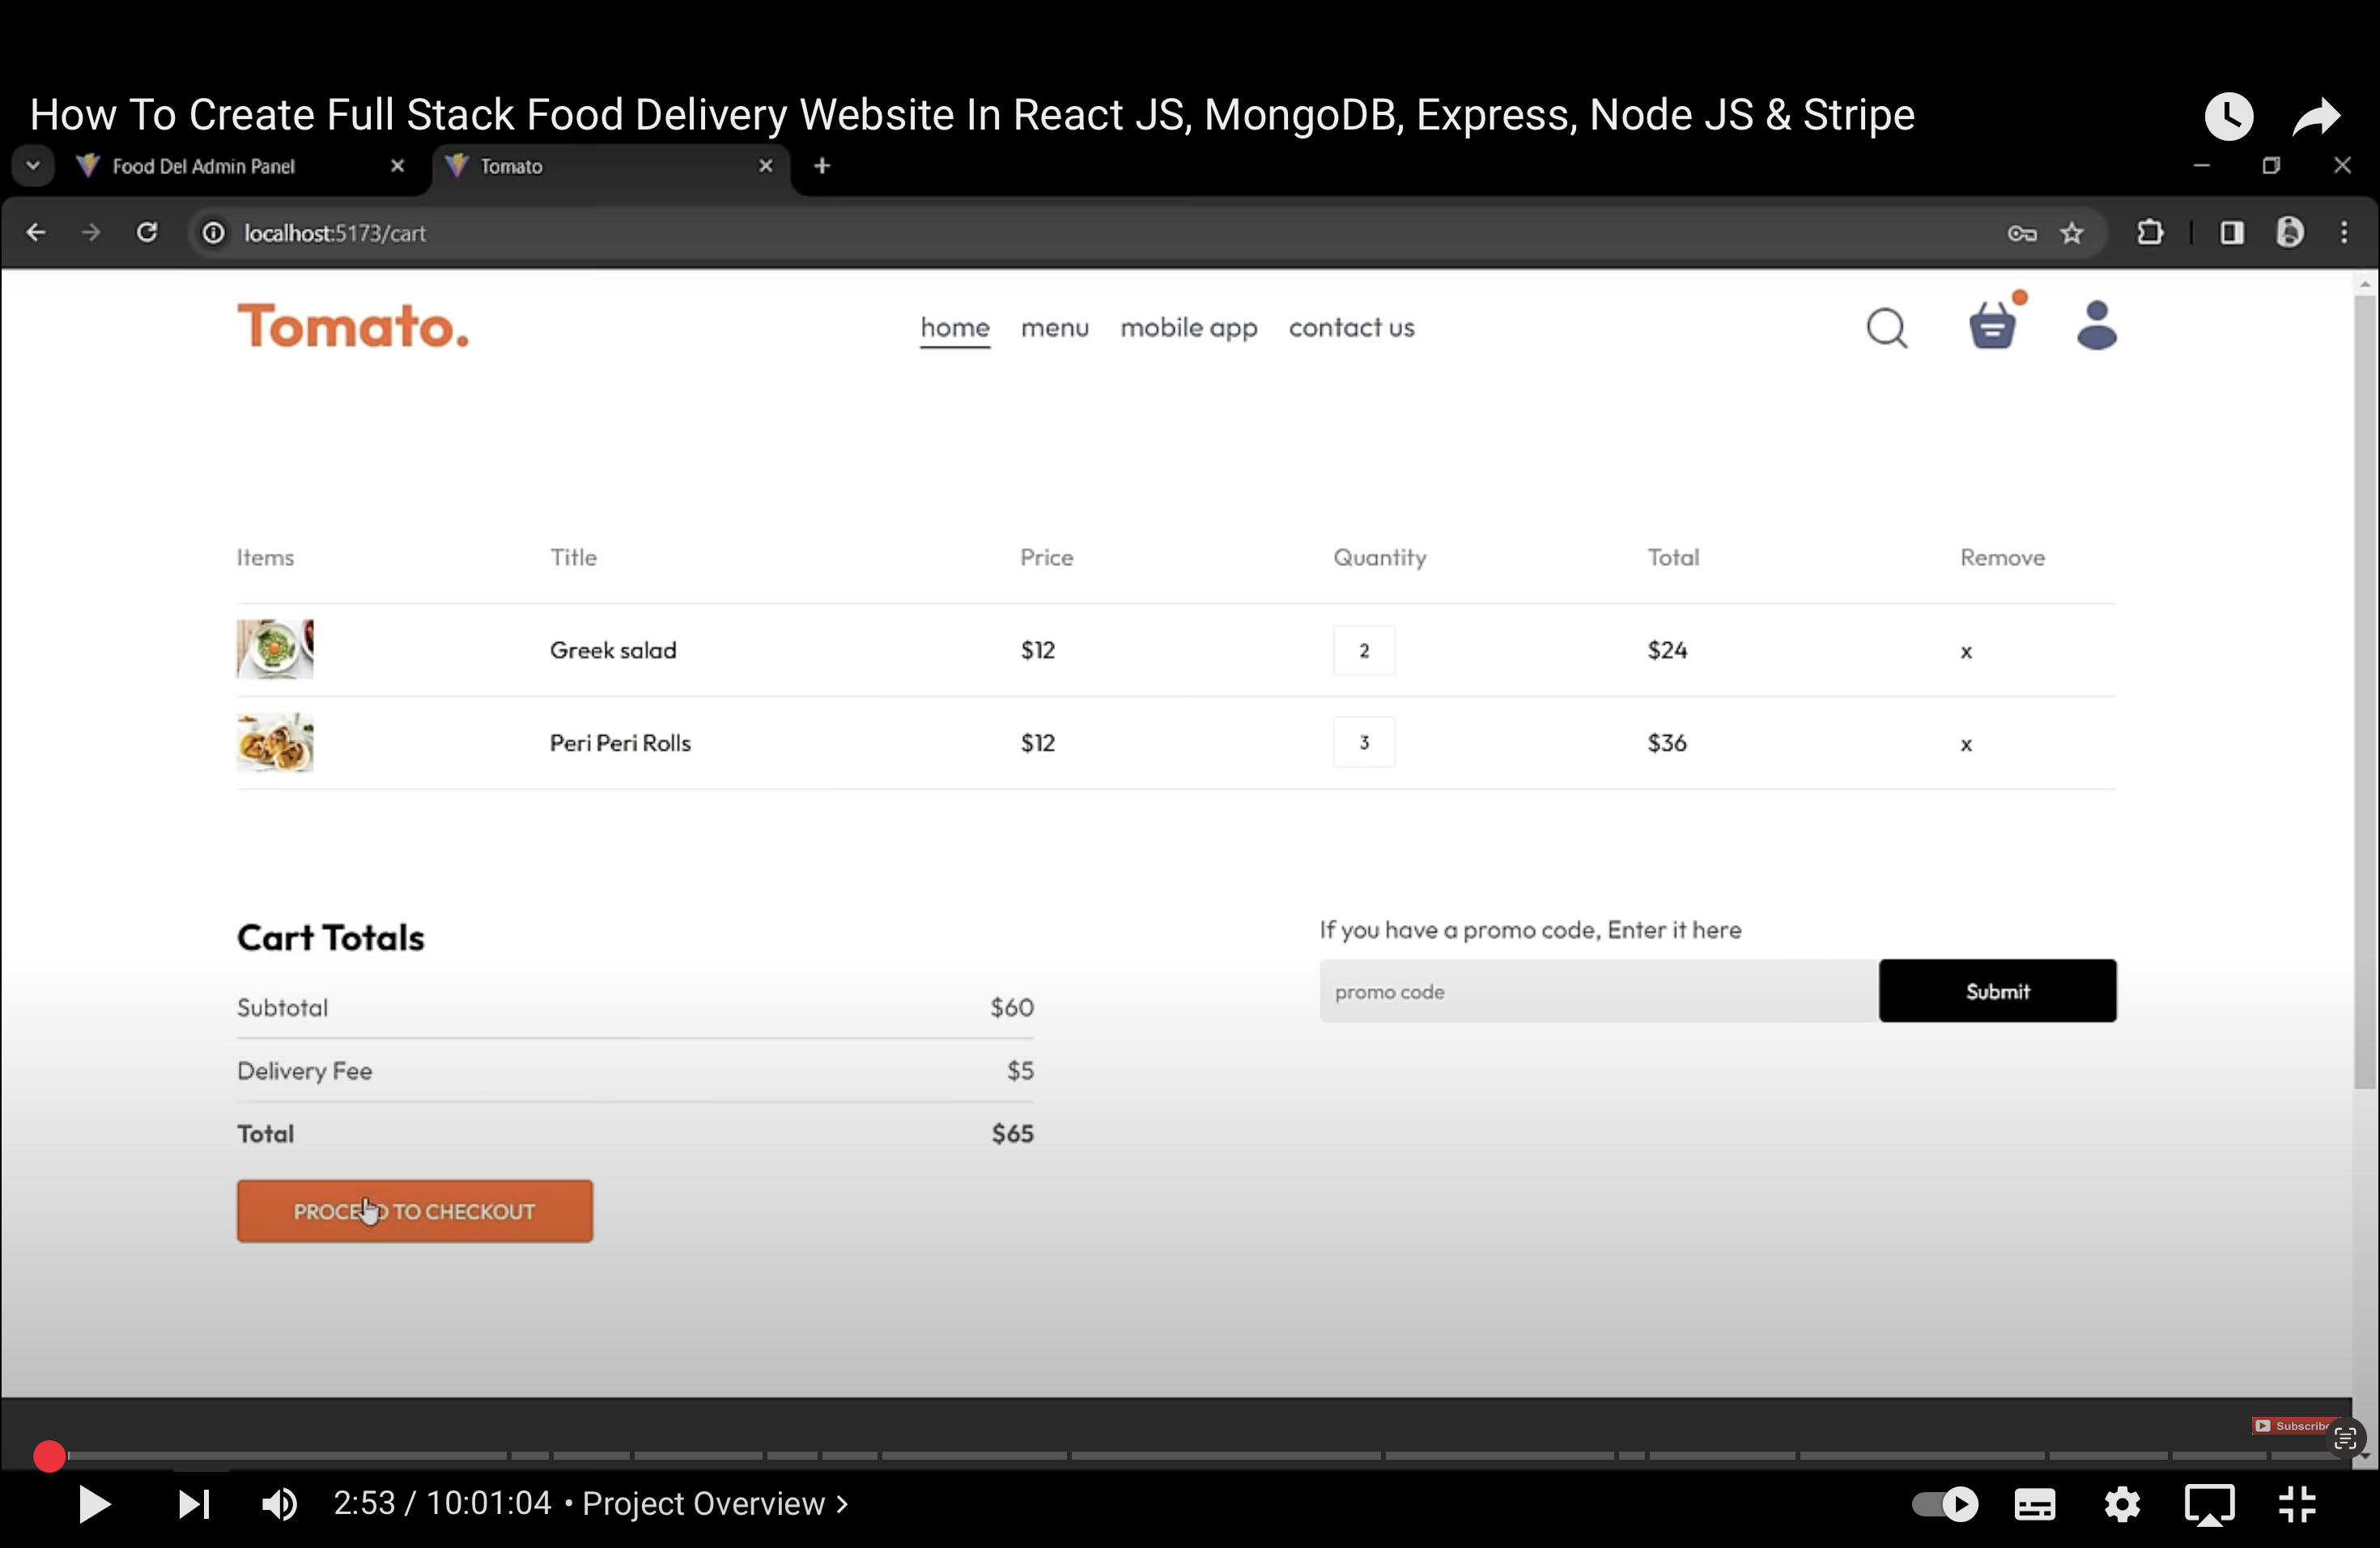 How To Create Full Stack Food Delivery Website In React JS, MongoDB, Express, Node JS & Stripe
Food Del Admin Panel
Tomato
localhost:5173/cart
Tomato.
home menu mobile app contact us
Items Title Price Quantity Total Remove
Greek salad $12 2 $24 x
Peri Peri Rolls $12 3 $36 x
Cart Totals
Subtotal $60
Delivery Fee $5
Total $65
PROCEED TO CHECKOUT
If you have a promo code, Enter it here
promo code
Submit
Subscribe
2:53 / 10:01:04 • Project Overview >